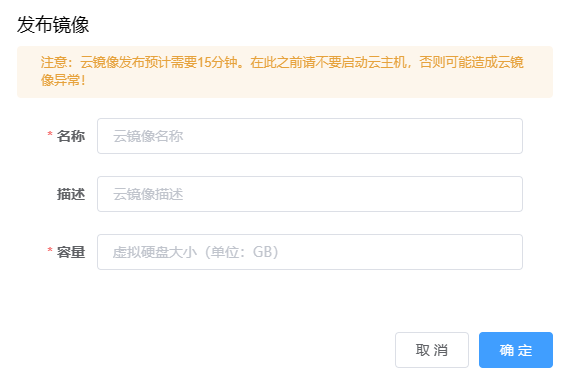 发布镜像
注意：云镜像发布预计需要15分钟。在此之前请不要启动云主机，否则可能造成云镜
像异常！
* 名称 云镜像名称
描述 云镜像描述
* 容量 虚拟硬盘大小（单位：GB）
取 消 确 定